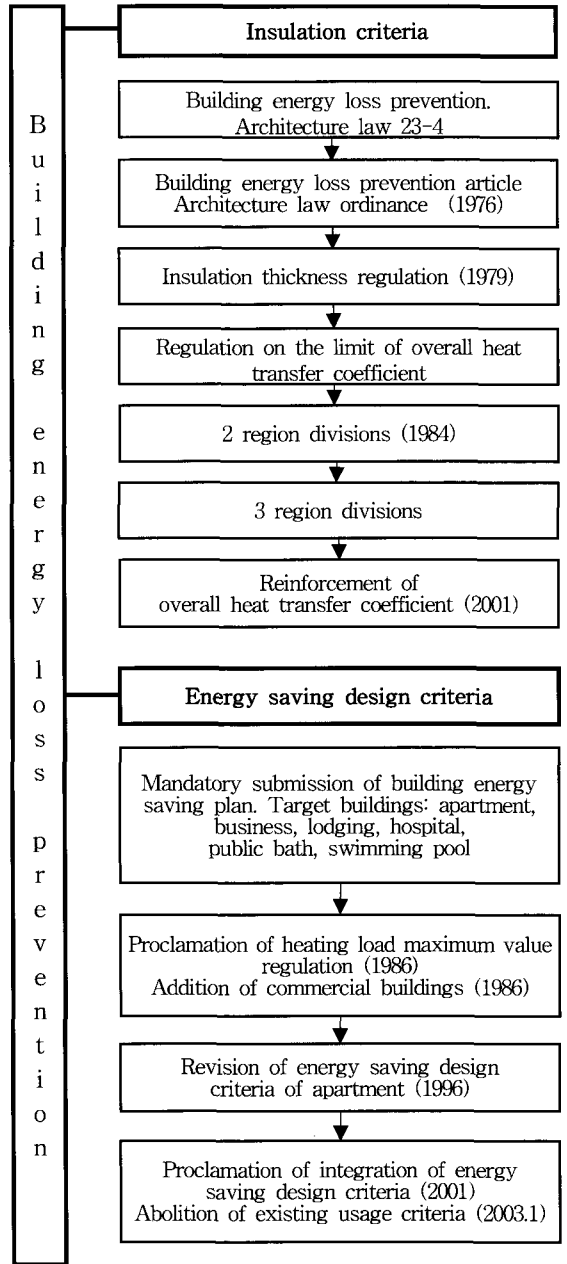 Building energy loss prevention
Insulation criteria
Building energy loss prevention.
Architecture law 23-4
Building energy loss prevention article
Architecture law ordinance (1976)
Insulation thickness regulation (1979)
Regulation on the limit of overall heat
transfer coefficient
2 region divisions (1984)
3 region divisions
Reinforcement of
overall heat transfer coefficient (2001)
Energy saving design criteria
Mandatory submission of building energy
saving plan. Target buildings: apartment,
business, lodging, hospital,
public bath, swimming pool
Proclamation of heating load maximum value
regulation (1986)
Addition of commercial buildings (1986)
Revision of energy saving design
criteria of apartment (1996)
Proclamation of integration of energy
saving design criteria (2001)
Abolition of existing usage criteria (2003.1)